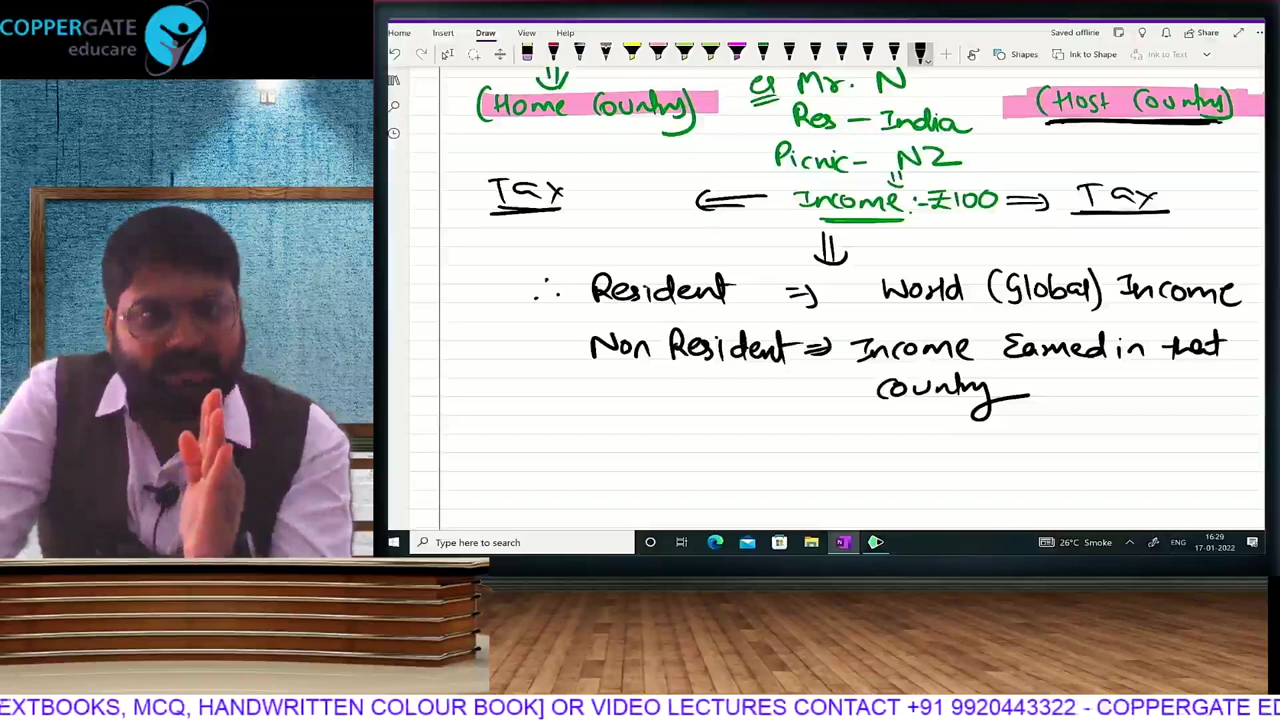 COPPERGATE
educare
Home Insert Draw View Help
Saved offline
Share
Shapes
Ink to Shape
Ink to Text
(Home Country)
eg Mr. N
(Host Country)
Res - India
Picnic - NZ
Tax
Income :- ₹100
Tax
∴ Resident ⇒ World (Global) Income
Non Resident ⇒ Income Earned in that
country
Type here to search
26°C Smoke
ENG
16:29
17-01-2022
EXTBOOKS, MCQ, HANDWRITTEN COLOUR BOOK] OR VIDEO LECTURES CONTACT +91 9920443322 - COPPERGATE ED